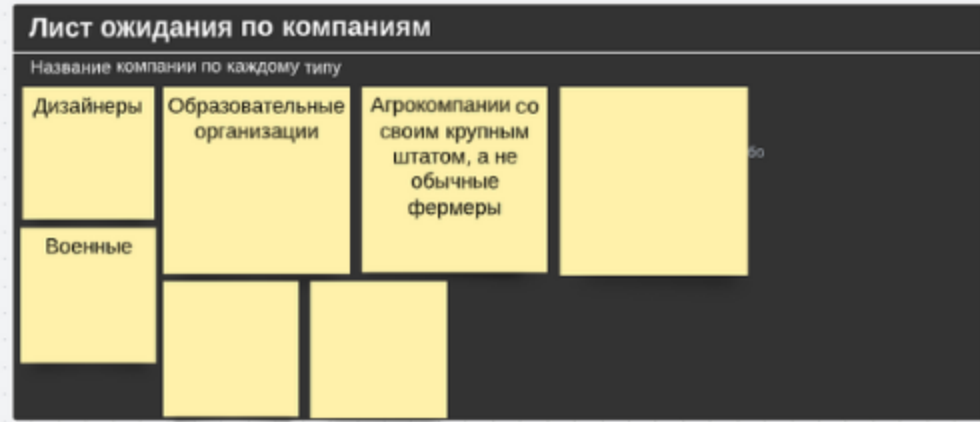 Лист ожидания по компаниям
Название компании по каждому типу
Дизайнеры
Образовательные
организации
Агрокомпании со
своим крупным
штатом, а не
обычные
фермеры
бо
Военные